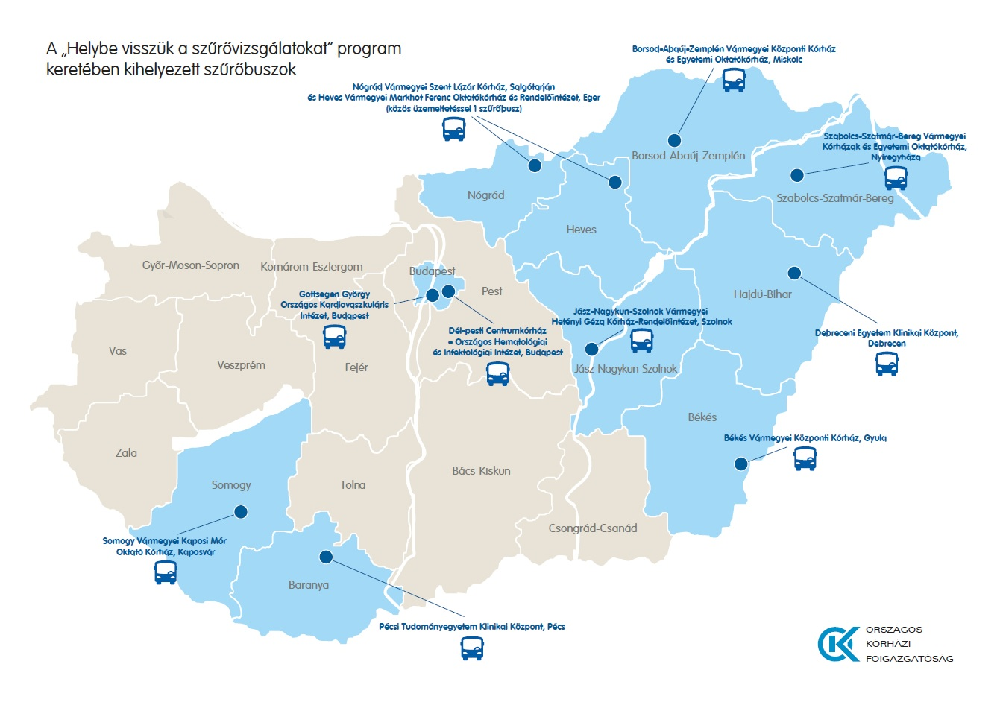 A „Helybe visszük a szűrővizsgálatokat” program
keretében kihelyezett szűrőbuszok
Borsod-Abaúj-Zemplén Vármegyei Központi Kórház
és Egyetemi Oktatókórház, Miskolc
Nógrád Vármegyei Szent Lázár Kórház, Salgótarján
és Heves Vármegyei Markhot Ferenc Oktatókórház és Rendelőintézet, Eger
(közös üzemeltetéssel 1 szűrőbusz)
Szabolcs-Szatmár-Bereg Vármegyei
Kórházak és Egyetemi Oktatókórház,
Nyíregyháza
Borsod-Abaúj-Zemplén
Nógrád
Szabolcs-Szatmár-Bereg
Heves
Győr-Moson-Sopron
Komárom-Esztergom
Budapest
Pest
Hajdú-Bihar
Gottsegen György
Országos Kardiovaszkuláris
Intézet, Budapest
Jász-Nagykun-Szolnok Vármegyei
Hetényi Géza Kórház-Rendelőintézet, Szolnok
Dél-pesti Centrumkórház
– Országos Hematológiai
és Infektológiai Intézet, Budapest
Debreceni Egyetem Klinikai Központ,
Debrecen
Vas
Veszprém
Fejér
Jász-Nagykun-Szolnok
Békés
Békés Vármegyei Központi Kórház, Gyula
Zala
Somogy
Tolna
Bács-Kiskun
Csongrád-Csanád
Somogy Vármegyei Kaposi Mór
Oktató Kórház, Kaposvár
Baranya
Pécsi Tudományegyetem Klinikai Központ, Pécs
ORSZÁGOS
KÓRHÁZI
FŐIGAZGATÓSÁG